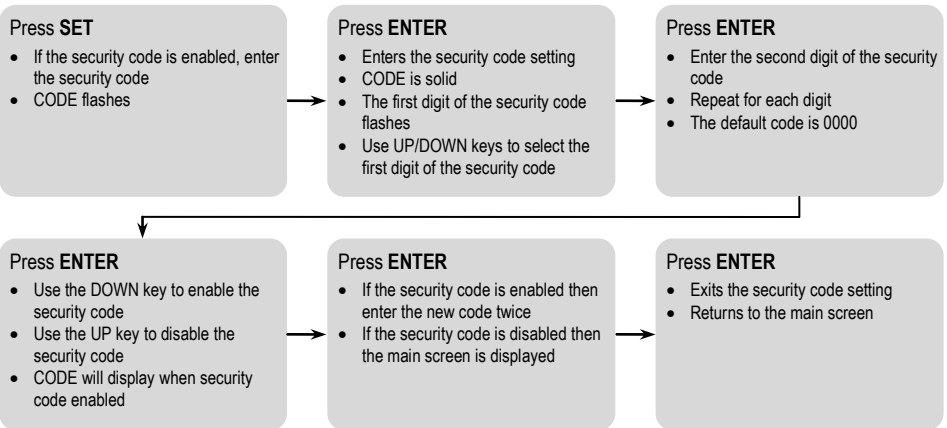 Press SET
• If the security code is enabled, enter
the security code
• CODE flashes
Press ENTER
• Enters the security code setting
• CODE is solid
• The first digit of the security code
flashes
• Use UP/DOWN keys to select the
first digit of the security code
Press ENTER
• Enter the second digit of the security
code
• Repeat for each digit
• The default code is 0000
Press ENTER
• Use the DOWN key to enable the
security code
• Use the UP key to disable the
security code
• CODE will display when security
code enabled
Press ENTER
• If the security code is enabled then
enter the new code twice
• If the security code is disabled then
the main screen is displayed
Press ENTER
• Exits the security code setting
• Returns to the main screen